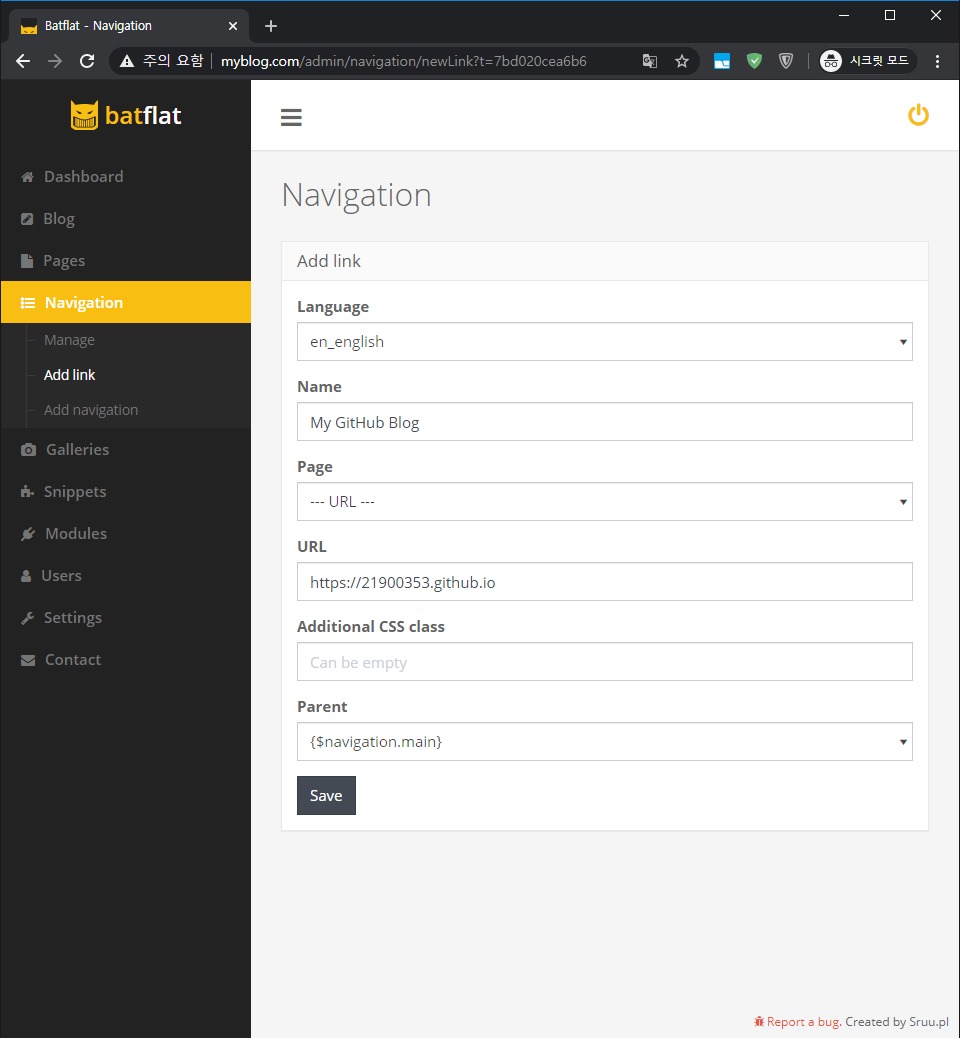 Batflat - Navigation
주의 요함 myblog.com/admin/navigation/newLink?t=7bd020cea6b6 시크릿 모드
batflat
Dashboard
Blog
Pages
Navigation
Manage
Add link
Add navigation
Galleries
Snippets
Modules
Users
Settings
Contact
Navigation
Add link
Language
en_english
Name
My GitHub Blog
Page
--- URL ---
URL
https://21900353.github.io
Additional CSS class
Can be empty
Parent
{$navigation.main}
Save
Report a bug. Created by Sruu.pl